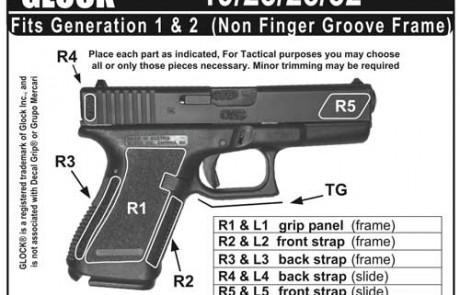 GLOCK
Fits Generation 1 & 2 (Non Finger Groove Frame)
Place each part as indicated, For Tactical purposes you may choose
all or only those pieces necessary. Minor trimming may be required
R4
R5
R3
R1
R2
TG
GLOCK® is a registered trademark of Glock Inc., and
is not associated with Decal Grip® or Grupo Mercari
R1 & L1 grip panel (frame)
R2 & L2 front strap (frame)
R3 & L3 back strap (frame)
R4 & L4 back strap (slide)
R5 & L5 front strap (slide)